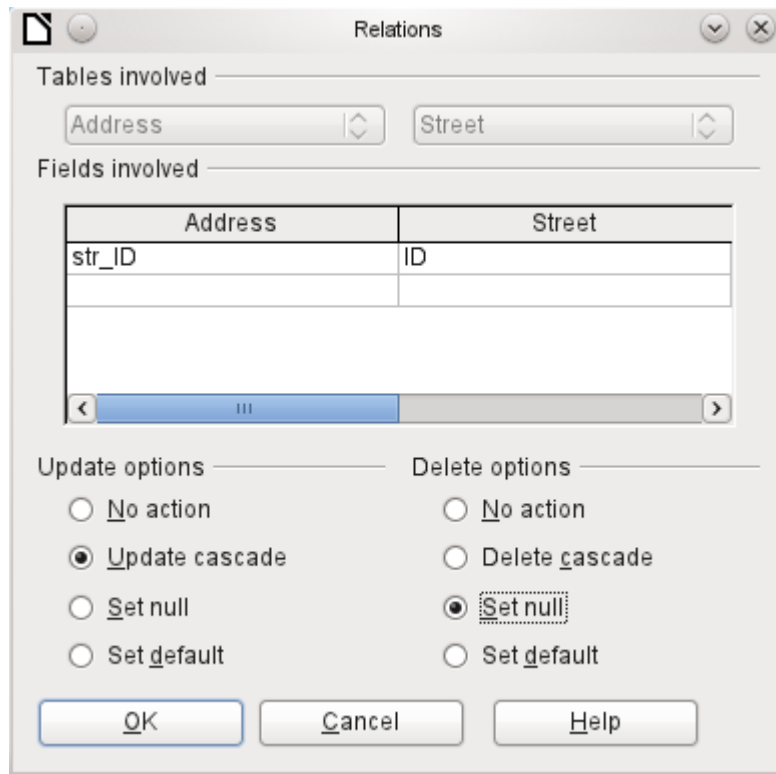 Relations
Tables involved
Address Street
Fields involved
Address Street
str_ID ID
Update options Delete options
No action No action
Update cascade Delete cascade
Set null Set null
Set default Set default
OK Cancel Help